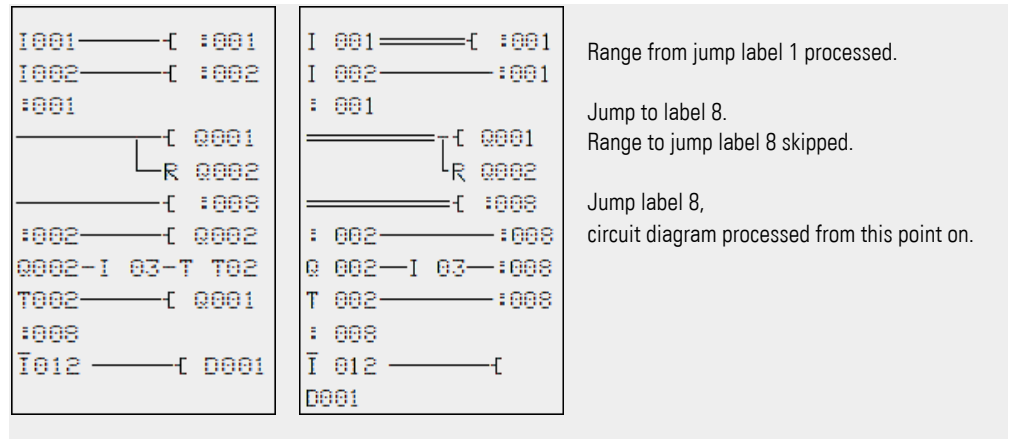 I001 [ :001
I002 [ :002
:001
[ Q001
R Q002
[ :008
:002 [ Q002
Q002-I 03-T T02
T002 [ Q001
:008
Ī012 [ D001
I 001 [ :001
I 002 :001
: 001
[ Q001
R Q002
[ :008
: 002 :008
Q 002 I 03 :008
T 002 :008
: 008
Ī 012 [
D001
Range from jump label 1 processed.
Jump to label 8.
Range to jump label 8 skipped.
Jump label 8,
circuit diagram processed from this point on.